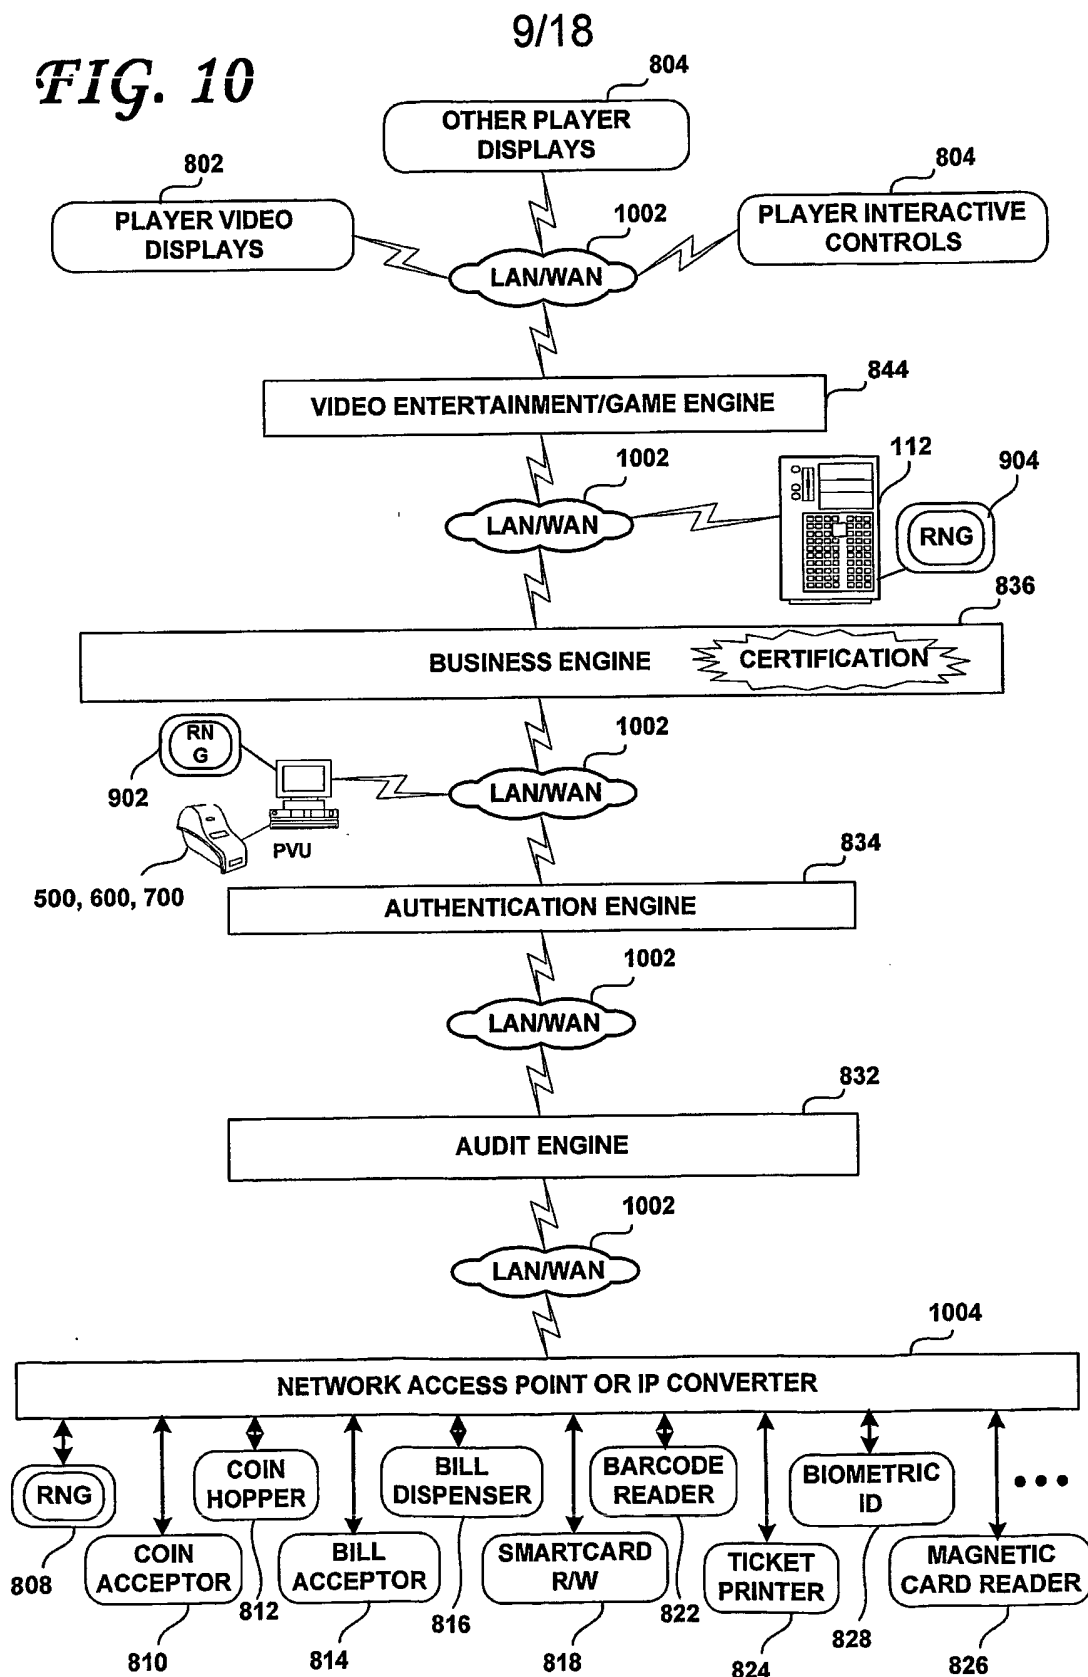 9/18
FIG. 10
804
OTHER PLAYER
DISPLAYS
802
PLAYER VIDEO
DISPLAYS
804
PLAYER INTERACTIVE
CONTROLS
1002
LAN/WAN
844
VIDEO ENTERTAINMENT/GAME ENGINE
1002
LAN/WAN
112
904
RNG
836
BUSINESS ENGINE
CERTIFICATION
RN
G
902
PVU
500, 600, 700
1002
LAN/WAN
834
AUTHENTICATION ENGINE
1002
LAN/WAN
832
AUDIT ENGINE
1002
LAN/WAN
1004
NETWORK ACCESS POINT OR IP CONVERTER
RNG
808
COIN
ACCEPTOR
810
COIN
HOPPER
812
BILL
ACCEPTOR
814
BILL
DISPENSER
816
SMARTCARD
R/W
818
BARCODE
READER
822
TICKET
PRINTER
824
BIOMETRIC
ID
828
MAGNETIC
CARD READER
826